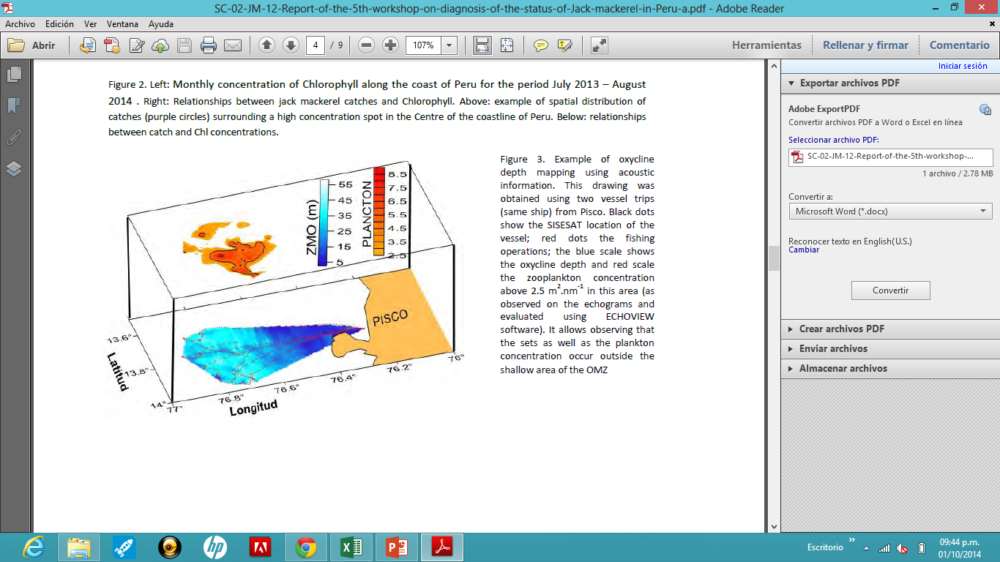 SC-02-JM-12-Report-of-the-5th-workshop-on-diagnosis-of-the-status-of-Jack-mackerel-in-Peru-a.pdf - Adobe Reader
Archivo Edición Ver Ventana Ayuda
Abrir 4 / 9 107% Herramientas Rellenar y firmar Comentario
Iniciar sesión
Exportar archivos PDF
Adobe ExportPDF
Convertir archivos PDF a Word o Excel en línea
Seleccionar archivo PDF:
SC-02-JM-12-Report-of-the-5th-workshop-...
1 archivo / 2.78 MB
Convertir a:
Microsoft Word (*.docx)
Reconocer texto en English(U.S.)
Cambiar
Convertir
Crear archivos PDF
Enviar archivos
Almacenar archivos
Figure 2. Left: Monthly concentration of Chlorophyll along the coast of Peru for the period July 2013 – August
2014 . Right: Relationships between jack mackerel catches and Chlorophyll. Above: example of spatial distribution of
catches (purple circles) surrounding a high concentration spot in the Centre of the coastline of Peru. Below: relationships
between catch and Chl concentrations.
ZMO (m)
55
45
35
25
15
5
PLANCTON
8.5
7.5
6.5
5.5
4.5
3.5
2.5
PISCO
13.6°
13.8°
14°
Latitud
77°
76.8°
76.6°
76.4°
76.2°
76°
Longitud
Figure 3. Example of oxycline
depth mapping using acoustic
information. This drawing was
obtained using two vessel trips
(same ship) from Pisco. Black dots
show the SISESAT location of the
vessel; red dots the fishing
operations; the blue scale shows
the oxycline depth and red scale
the zooplankton concentration
above 2.5 m².nm⁻¹ in this area (as
observed on the echograms and
evaluated using ECHOVIEW
software). It allows observing that
the sets as well as the plankton
concentration occur outside the
shallow area of the OMZ
Escritorio
09:44 p.m.
01/10/2014